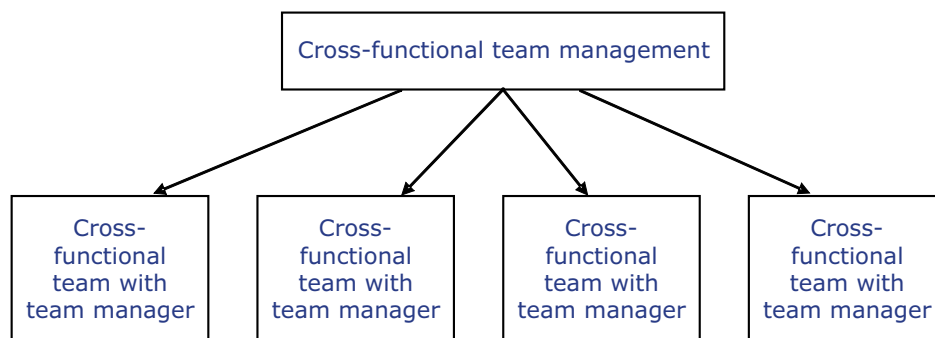 Cross-functional team management
Cross-
functional
team with
team manager
Cross-
functional
team with
team manager
Cross-
functional
team with
team manager
Cross-
functional
team with
team manager